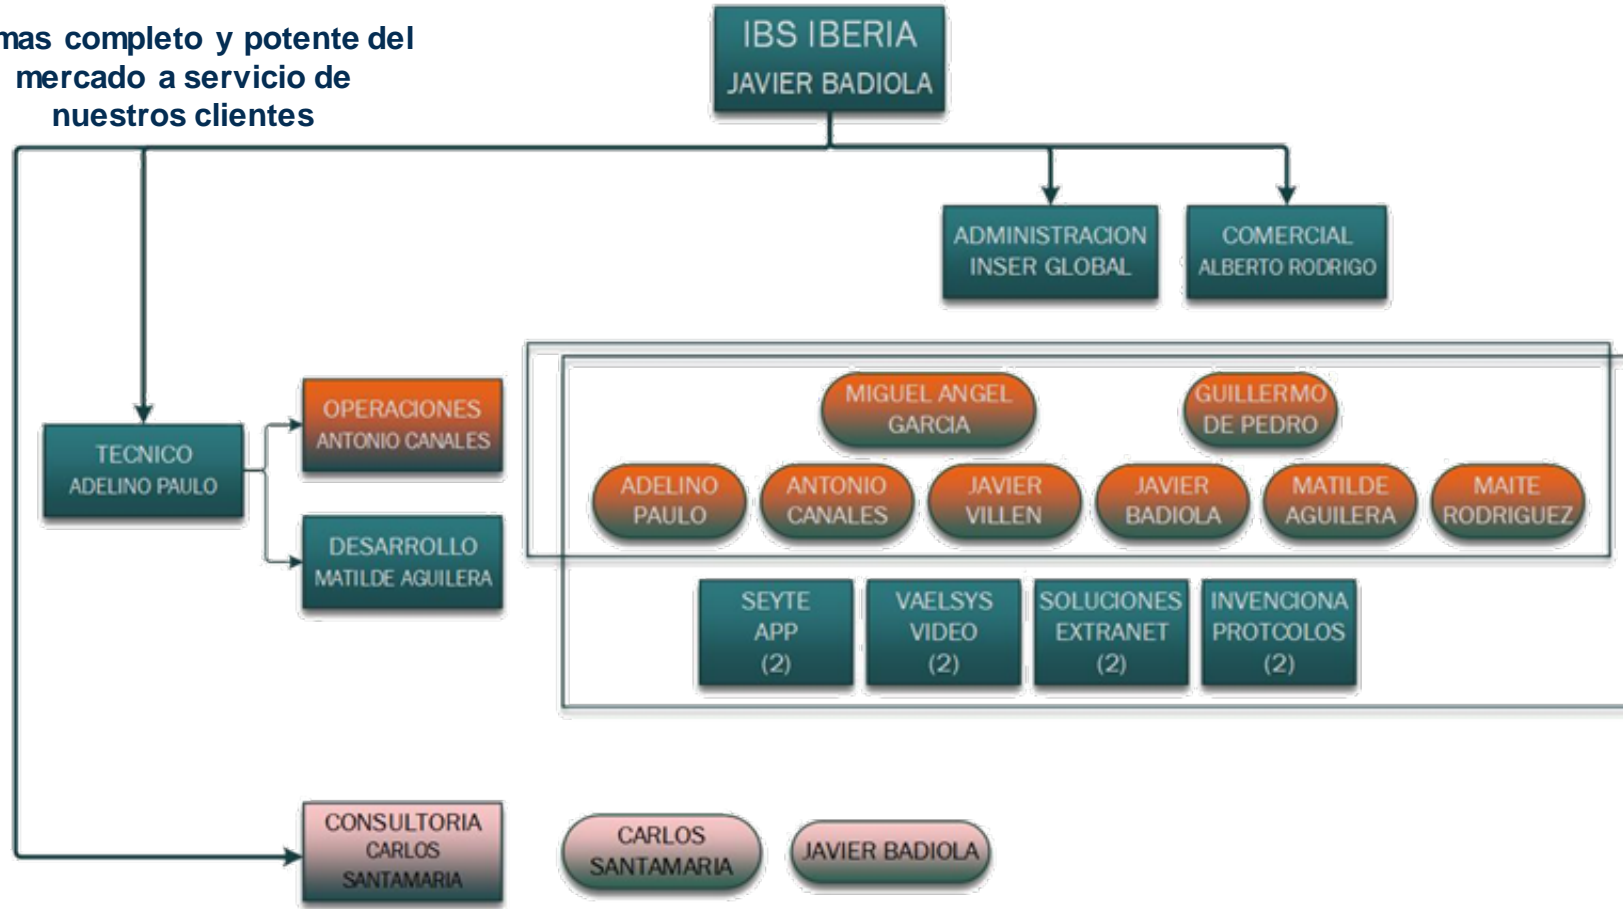 mas completo y potente del
mercado a servicio de
nuestros clientes
IBS IBERIA
JAVIER BADIOLA
ADMINISTRACION
INSER GLOBAL
COMERCIAL
ALBERTO RODRIGO
TECNICO
ADELINO PAULO
OPERACIONES
ANTONIO CANALES
DESARROLLO
MATILDE AGUILERA
MIGUEL ANGEL
GARCIA
GUILLERMO
DE PEDRO
ADELINO
PAULO
ANTONIO
CANALES
JAVIER
VILLEN
JAVIER
BADIOLA
MATILDE
AGUILERA
MAITE
RODRIGUEZ
SEYTE
APP
(2)
VAELSYS
VIDEO
(2)
SOLUCIONES
EXTRANET
(2)
INVENCIONA
PROTCOLOS
(2)
CONSULTORIA
CARLOS
SANTAMARIA
CARLOS
SANTAMARIA
JAVIER BADIOLA